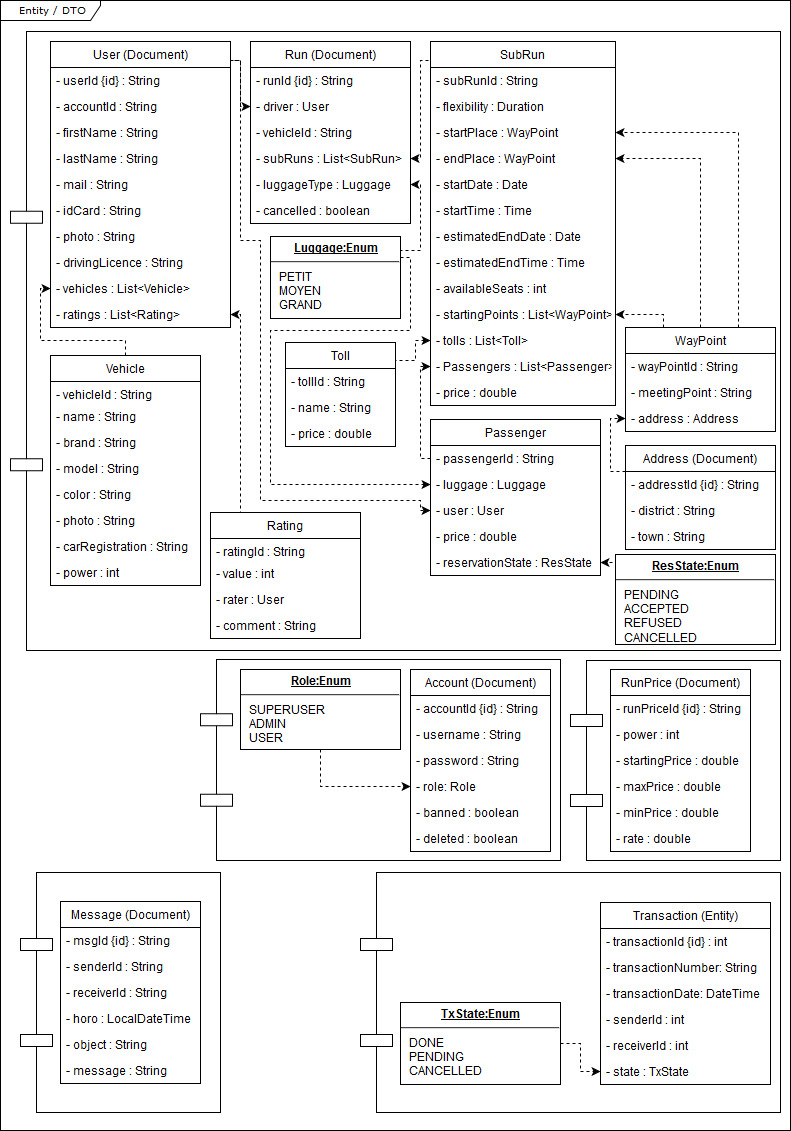 Entity / DTO
User (Document)
- userId {id} : String
- accountId : String
- firstName : String
- lastName : String
- mail : String
- idCard : String
- photo : String
- drivingLicence : String
- vehicles : List<Vehicle>
- ratings : List<Rating>
Run (Document)
- runId {id} : String
- driver : User
- vehicleId : String
- subRuns : List<SubRun>
- luggageType : Luggage
- cancelled : boolean
SubRun
- subRunId : String
- flexibility : Duration
- startPlace : WayPoint
- endPlace : WayPoint
- startDate : Date
- startTime : Time
- estimatedEndDate : Date
- estimatedEndTime : Time
- availableSeats : int
- startingPoints : List<WayPoint>
- tolls : List<Toll>
- Passengers : List<Passenger>
- price : double
Luggage:Enum
PETIT
MOYEN
GRAND
Toll
- tollId : String
- name : String
- price : double
WayPoint
- wayPointId : String
- meetingPoint : String
- address : Address
Vehicle
- vehicleId : String
- name : String
- brand : String
- model : String
- color : String
- photo : String
- carRegistration : String
- power : int
Passenger
- passengerId : String
- luggage : Luggage
- user : User
- price : double
- reservationState : ResState
Address (Document)
- addresstId {id} : String
- district : String
- town : String
Rating
- ratingId : String
- value : int
- rater : User
- comment : String
ResState:Enum
PENDING
ACCEPTED
REFUSED
CANCELLED
Role:Enum
SUPERUSER
ADMIN
USER
Account (Document)
- accountId {id} : String
- username : String
- password : String
- role: Role
- banned : boolean
- deleted : boolean
RunPrice (Document)
- runPriceId {id} : String
- power : int
- startingPrice : double
- maxPrice : double
- minPrice : double
- rate : double
Message (Document)
- msgId {id} : String
- senderId : String
- receiverId : String
- horo : LocalDateTime
- object : String
- message : String
TxState:Enum
DONE
PENDING
CANCELLED
Transaction (Entity)
- transactionId {id} : int
- transactionNumber: String
- transactionDate: DateTime
- senderId : int
- receiverId : int
- state : TxState